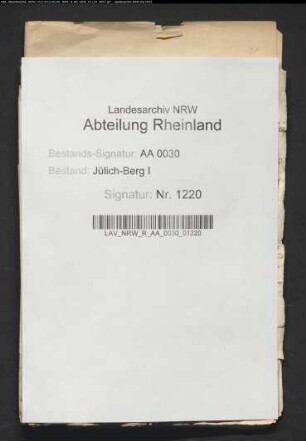 Landesarchiv NRW
Abteilung Rheinland
Bestands-Signatur: AA 0030
Bestand: Jülich-Berg I
Signatur: Nr. 1220
LAV_NRW_R_AA_0030_01220